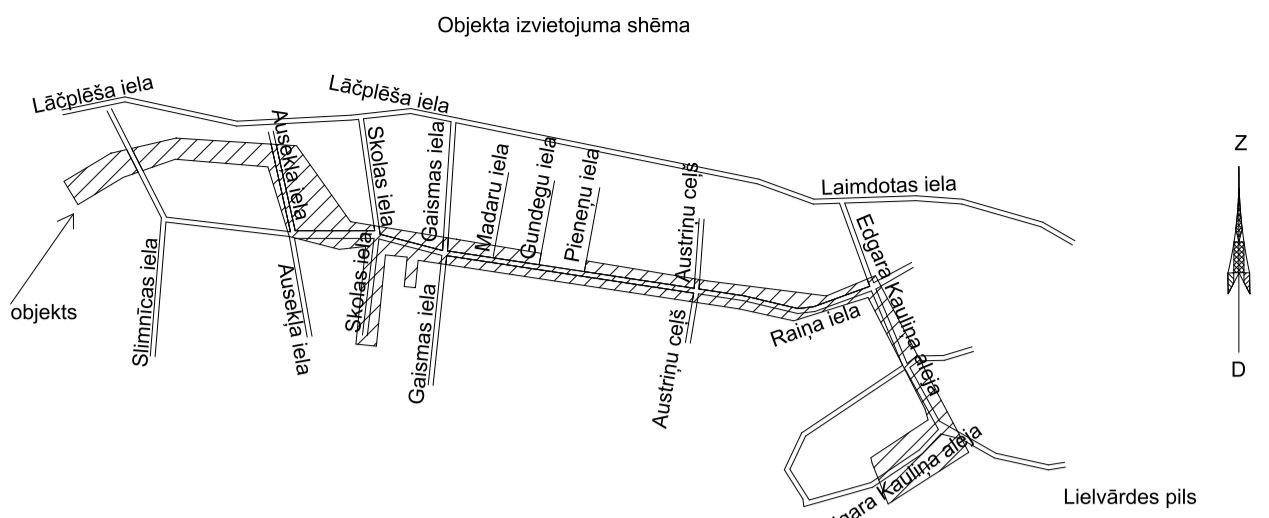 Objekta izvietojuma shēma
Lāčplēša iela
Lāčplēša iela
Ausekļa iela
Skolas iela
Gaismas iela
Madaru iela
Gundegu iela
Pieneņu iela
Austriņu ceļš
Laimdotas iela
Z
Edgara Kauliņa aleja
objekts
Slimnīcas iela
Ausekļa iela
Skolas iela
Gaismas iela
Austriņu ceļš
Raiņa iela
D
Edgara Kauliņa aleja
Lielvārdes pils